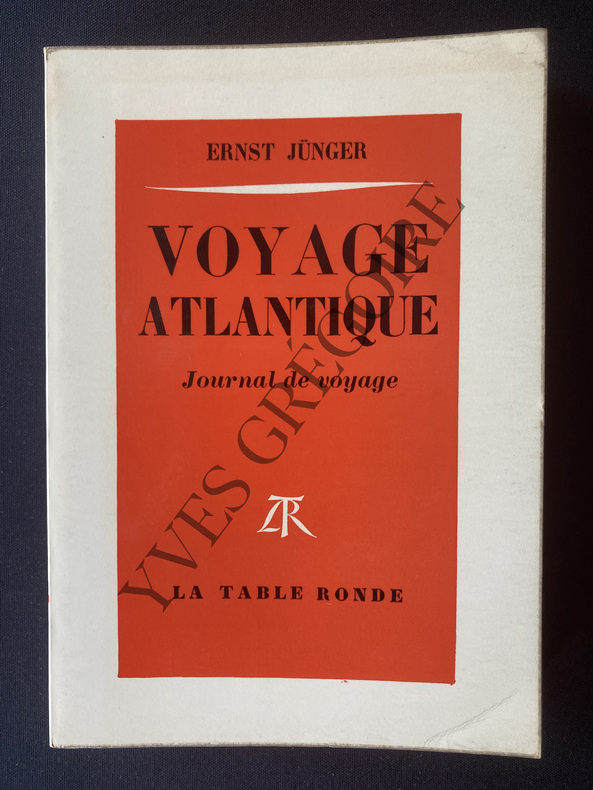 ERNST JÜNGER
VOYAGE
ATLANTIQUE
Journal de voyage
LTR
LA TABLE RONDE
YVES GRÉGOIRE